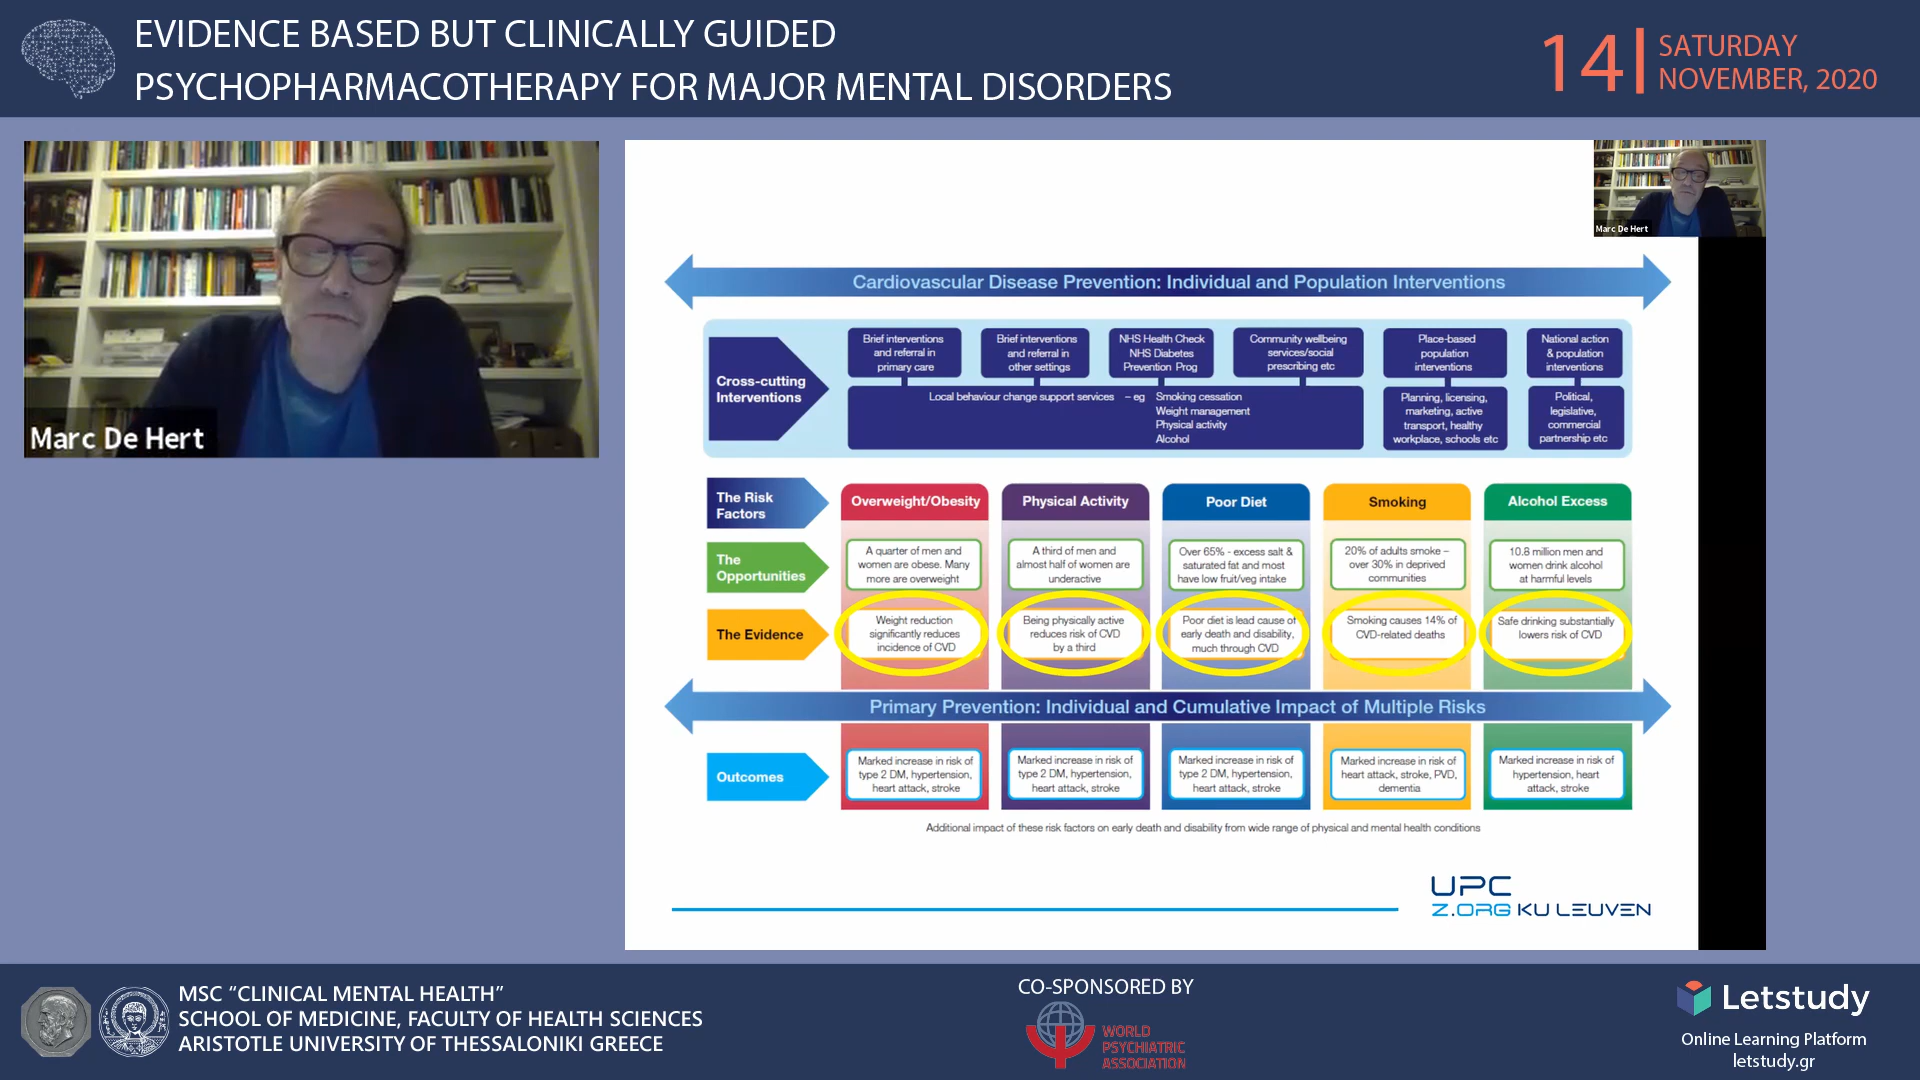 EVIDENCE BASED BUT CLINICALLY GUIDED
PSYCHOPHARMACOTHERAPY FOR MAJOR MENTAL DISORDERS
14
SATURDAY
NOVEMBER, 2020
Marc De Hert
Marc De Hert
Cardiovascular Disease Prevention: Individual and Population Interventions
Cross-cutting
Interventions
Brief interventions
and referral in
primary care
Brief interventions
and referral in
other settings
NHS Health Check
NHS Diabetes
Prevention Prog
Community wellbeing
services/social
prescribing etc
Place-based
population
interventions
National action
& population
interventions
Local behaviour change support services – eg Smoking cessation
Weight management
Physical activity
Alcohol
Planning, licensing,
marketing, active
transport, healthy
workplace, schools etc
Political,
legislative,
commercial
partnership etc
The Risk
Factors
Overweight/Obesity
Physical Activity
Poor Diet
Smoking
Alcohol Excess
The
Opportunities
A quarter of men and
women are obese. Many
more are overweight
A third of men and
almost half of women are
underactive
Over 65% - excess salt &
saturated fat and most
have low fruit/veg intake
20% of adults smoke –
over 30% in deprived
communities
10.8 million men and
women drink alcohol
at harmful levels
The Evidence
Weight reduction
significantly reduces
incidence of CVD
Being physically active
reduces risk of CVD
by a third
Poor diet is lead cause of
early death and disability,
much through CVD
Smoking causes 14% of
CVD-related deaths
Safe drinking substantially
lowers risk of CVD
Primary Prevention: Individual and Cumulative Impact of Multiple Risks
Outcomes
Marked increase in risk of
type 2 DM, hypertension,
heart attack, stroke
Marked increase in risk of
type 2 DM, hypertension,
heart attack, stroke
Marked increase in risk of
type 2 DM, hypertension,
heart attack, stroke
Marked increase in risk of
heart attack, stroke, PVD,
dementia
Marked increase in risk of
hypertension, heart
attack, stroke
Additional impact of these risk factors on early death and disability from wide range of physical and mental health conditions
UPC
Z.ORG KU LEUVEN
MSC “CLINICAL MENTAL HEALTH”
SCHOOL OF MEDICINE, FACULTY OF HEALTH SCIENCES
ARISTOTLE UNIVERSITY OF THESSALONIKI GREECE
CO-SPONSORED BY
WORLD
PSYCHIATRIC
ASSOCIATION
Letstudy
Online Learning Platform
letstudy.gr